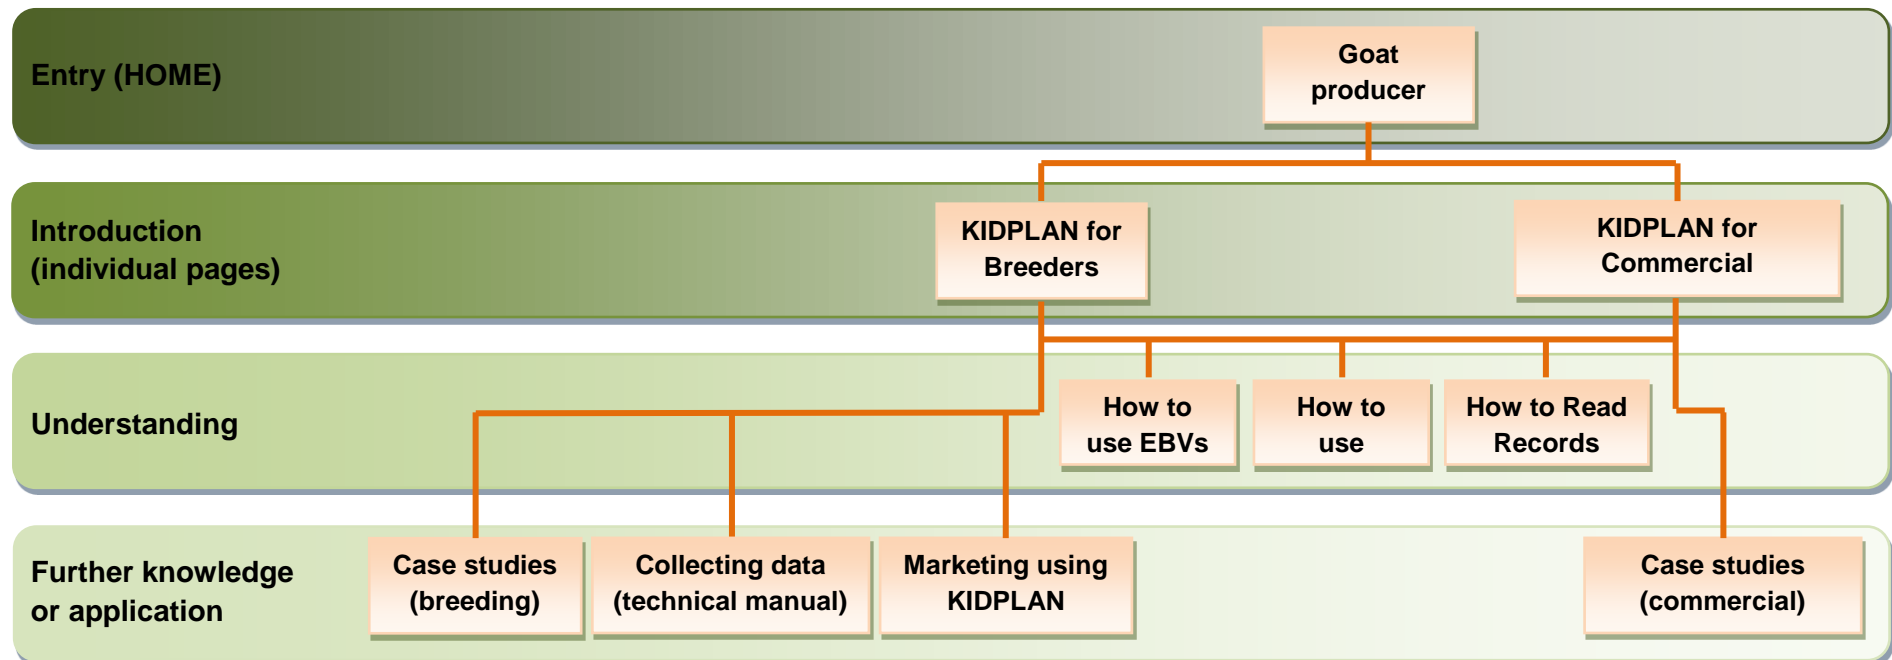 Entry (HOME)
Goat
producer
Introduction
(individual pages)
KIDPLAN for
Breeders
KIDPLAN for
Commercial
Understanding
How to
use EBVs
How to
use
How to Read
Records
Further knowledge
or application
Case studies
(breeding)
Collecting data
(technical manual)
Marketing using
KIDPLAN
Case studies
(commercial)